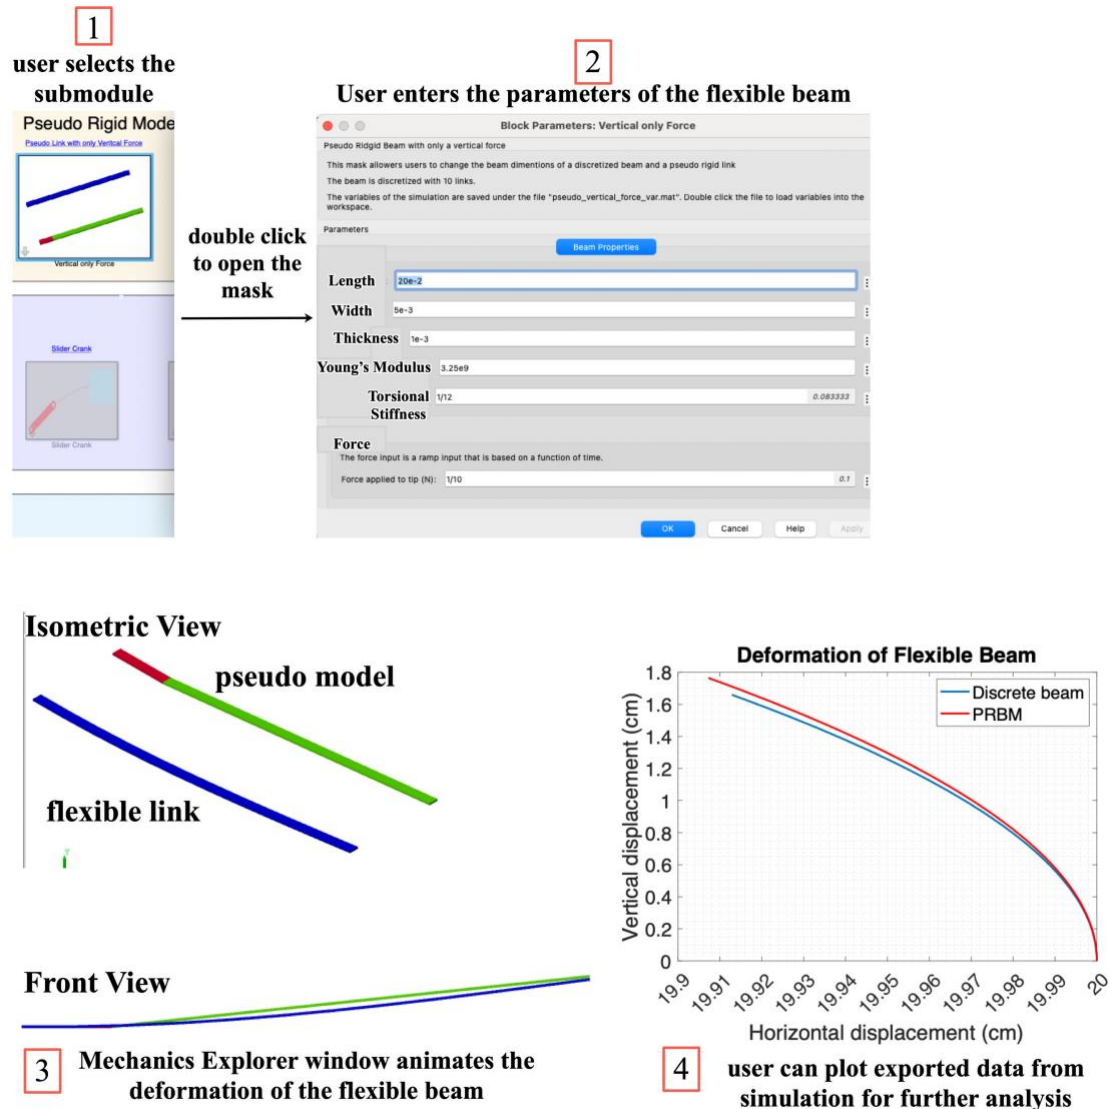 1
user selects the
submodule
Pseudo Rigid Mode
Pseudo Link with only Veritcal Force
Vertical only Force
Slider Crank
Slider Crank
double click
to open the
mask
2
User enters the parameters of the flexible beam
Block Parameters: Vertical only Force
Pseudo Ridgid Beam with only a vertical force
This mask allowers users to change the beam dimentions of a discretized beam and a pseudo rigid link
The beam is discretized with 10 links.
The variables of the simulation are saved under the file "pseudo_vertical_force_var.mat". Double click the file to load variables into the
workspace.
Parameters
Beam Properties
Length 20e-2
Width 5e-3
Thickness 1e-3
Young's Modulus 3.25e9
Torsional 1/12 0.083333
Stiffness
Force
The force input is a ramp input that is based on a function of time.
Force applied to tip (N): 1/10 0.1
OK Cancel Help Apply
Isometric View
pseudo model
flexible link
Y
Front View
3
Mechanics Explorer window animates the
deformation of the flexible beam
Deformation of Flexible Beam
Discrete beam
PRBM
Vertical displacement (cm)
1.8
1.6
1.4
1.2
1
0.8
0.6
0.4
0.2
0
19.9 19.91 19.92 19.93 19.94 19.95 19.96 19.97 19.98 19.99 20
Horizontal displacement (cm)
4
user can plot exported data from
simulation for further analysis